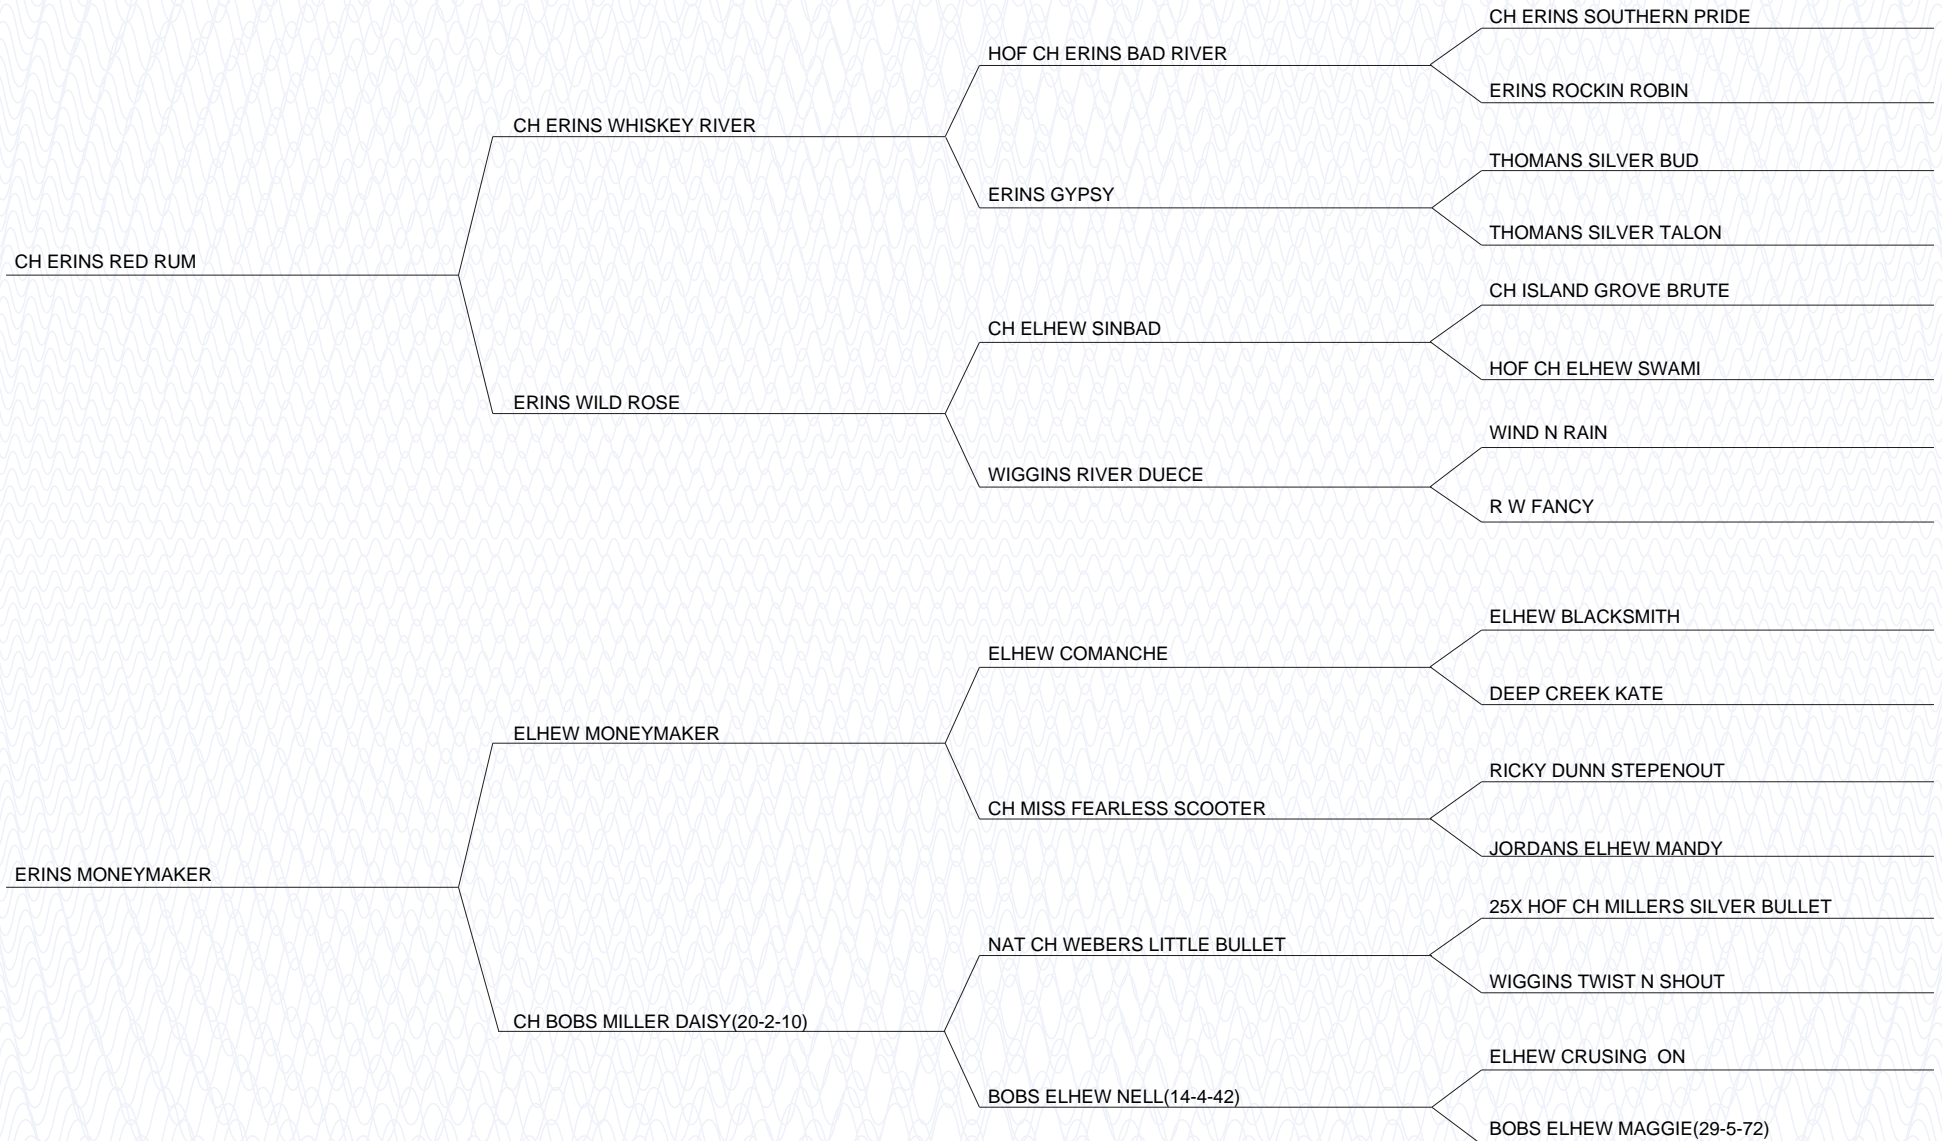 CH ERINS SOUTHERN PRIDE
HOF CH ERINS BAD RIVER
ERINS ROCKIN ROBIN
CH ERINS WHISKEY RIVER
THOMANS SILVER BUD
ERINS GYPSY
THOMANS SILVER TALON
CH ERINS RED RUM
CH ISLAND GROVE BRUTE
CH ELHEW SINBAD
HOF CH ELHEW SWAMI
ERINS WILD ROSE
WIND N RAIN
WIGGINS RIVER DUECE
R W FANCY
ELHEW BLACKSMITH
ELHEW COMANCHE
DEEP CREEK KATE
ELHEW MONEYMAKER
RICKY DUNN STEPENOUT
CH MISS FEARLESS SCOOTER
JORDANS ELHEW MANDY
ERINS MONEYMAKER
25X HOF CH MILLERS SILVER BULLET
NAT CH WEBERS LITTLE BULLET
WIGGINS TWIST N SHOUT
CH BOBS MILLER DAISY(20-2-10)
ELHEW CRUSING  ON
BOBS ELHEW NELL(14-4-42)
BOBS ELHEW MAGGIE(29-5-72)